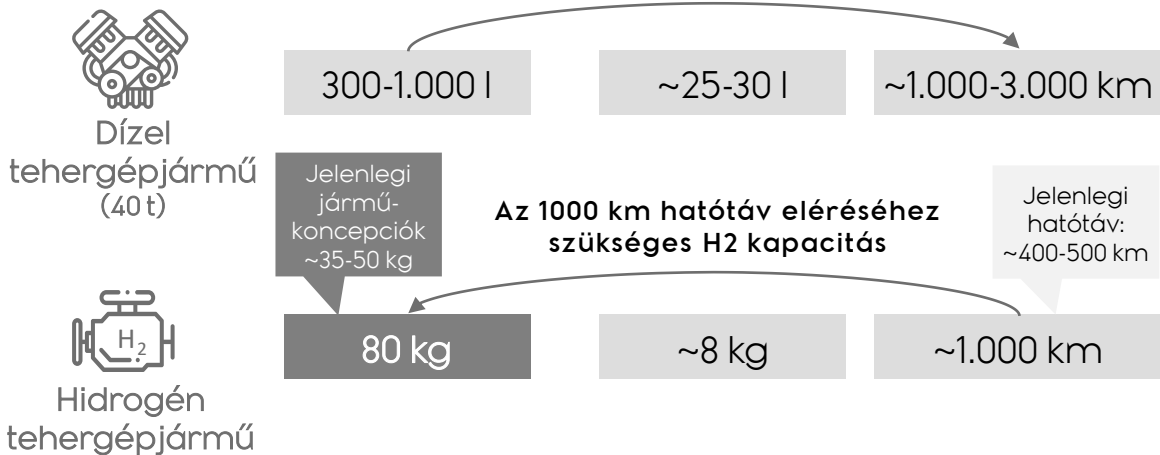 300-1.000 l
~25-30 l
~1.000-3.000 km
Dízel
tehergépjármű
(40 t)
Jelenlegi
jármű-
koncepciók
~35-50 kg
Az 1000 km hatótáv eléréséhez
szükséges H2 kapacitás
Jelenlegi
hatótáv:
~400-500 km
H2
80 kg
~8 kg
~1.000 km
Hidrogén
tehergépjármű